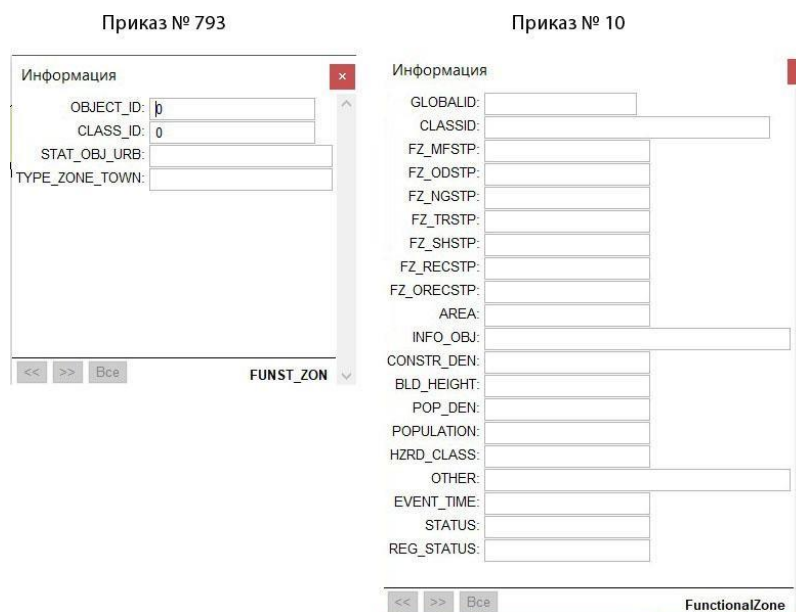 Приказ № 793
Информация
×
OBJECT_ID: 0
CLASS_ID: 0
STAT_OBJ_URB:
TYPE_ZONE_TOWN:
<< >> Все FUNST_ZON
Приказ № 10
Информация
GLOBALID:
CLASSID:
FZ_MFSTP:
FZ_ODSTP:
FZ_NGSTP:
FZ_TRSTP:
FZ_SHSTP:
FZ_RECSTP:
FZ_ORECSTP:
AREA:
INFO_OBJ:
CONSTR_DEN:
BLD_HEIGHT:
POP_DEN:
POPULATION:
HZRD_CLASS:
OTHER:
EVENT_TIME:
STATUS:
REG_STATUS:
<< >> Все FunctionalZone